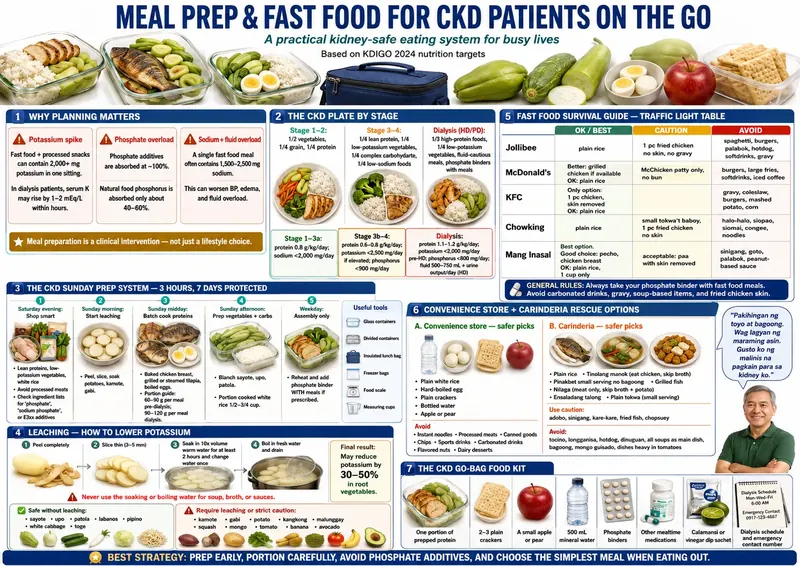 MEAL PREP & FAST FOOD FOR CKD PATIENTS ON THE GO
A practical kidney-safe eating system for busy lives
Based on KDIGO 2024 nutrition targets
1 WHY PLANNING MATTERS
Potassium spike
Fast food + processed snacks
can contain 2,000+ mg
potassium in one sitting.
In dialysis patients, serum K
may rise by 1–2 mEq/L
within hours.
Phosphate overload
Phosphate additives
are absorbed at ~100%.
Natural food phosphorus is
absorbed only about
40–60%.
Sodium + fluid overload
A single fast food meal
often contains 1,500–2,500 mg
sodium.
This can worsen BP, edema,
and fluid overload.
Meal preparation is a clinical intervention — not just a lifestyle choice.
2 THE CKD PLATE BY STAGE
Stage 1–2:
1/2 vegetables,
1/4 grain, 1/4 protein
Stage 3–4:
1/4 lean protein, 1/4
low-potassium vegetables,
1/4 complex carbohydrate,
1/4 low-sodium foods
Dialysis (HD/PD):
1/3 high-protein foods,
1/4 low-potassium
vegetables, fluid-cautious
meals, phosphate binders
with meals
Stage 1–3a:
protein 0.8 g/kg/day;
sodium <2,000 mg/day
Stage 3b–4:
protein 0.6–0.8 g/kg/day;
potassium <2,500 mg/day
if elevated; phosphorus
<900 mg/day
Dialysis:
protein 1.1–1.2 g/kg/day;
potassium <2,000 mg/day
pre-HD; phosphorus <800 mg/day;
fluid 500–750 mL + urine
output/day (HD)
3 THE CKD SUNDAY PREP SYSTEM — 3 HOURS, 7 DAYS PROTECTED
1
Saturday evening:
Shop smart
• Lean proteins, low-
potassium vegetables,
white rice
• Avoid processed meats
• Check ingredient lists
for 'phosphate',
'sodium phosphate',
or E3xx additives
2
Sunday morning:
Start leaching
• Peel, slice, soak
potatoes, kamote,
gabi.
3
Sunday midday:
Batch cook proteins
• Baked chicken breast,
grilled or steamed tilapia,
boiled eggs.
• Portion guide:
60–90 g per meal
pre-dialysis;
90–120 g per meal
dialysis.
4
Sunday afternoon:
Prep vegetables + carbs
• Blanch sayote, upo,
patola.
• Portion cooked white
rice 1/2–3/4 cup.
5
Weekday:
Assembly only
• Reheat and add
phosphate binder
WITH meals if
prescribed.
Useful tools
Glass containers
Divided containers
Insulated lunch bag
Freezer bags
Food scale
Measuring cups
4 LEACHING — HOW TO LOWER POTASSIUM
1 Peel completely
2 Slice thin (3–5 mm)
3 Soak in 10x volume
warm water for at least
2 hours and change
water once
4 Boil in fresh water
and drain
Final result:
May reduce
potassium by
30–50%
in root vegetables.
Never use the soaking or boiling water for soup, broth, or sauces.
Safe without leaching:
• sayote • upo • patola • labanos • pipino
• white cabbage • toge
Require leaching or strict caution:
• kamote • gabi • potato • kangkong • malunggay
• squash • mongo • tomato • banana • avocado
5 FAST FOOD SURVIVAL GUIDE — TRAFFIC LIGHT TABLE
OK / BEST CAUTION AVOID
Jollibee
plain rice
1 pc fried chicken
no skin, no gravy
spaghetti, burgers,
palabok, hotdog,
softdrinks, gravy
McDonald's
Better: grilled
chicken if available
OK: plain rice
McChicken patty only,
no bun
burgers, large fries,
softdrinks, iced coffee
KFC
Only option:
1 pc chicken,
skin removed
OK: plain rice
gravy, coleslaw,
burgers, mashed
potato, corn
Chowking
plain rice
small tokwa't baboy,
1 pc fried chicken
no skin
halo-halo, siopao,
siomai, congee,
noodles
Mang Inasal
Best option.
Good choice: pecho,
chicken breast
OK: plain rice,
1 cup only
acceptable: paa
with skin removed
sinigang, goto,
palabok, peanut-
based sauce
GENERAL RULES: Always take your phosphate binder with fast food meals.
Avoid carbonated drinks, gravy, soup-based items, and fried chicken skin.
6 CONVENIENCE STORE + CARINDERIA RESCUE OPTIONS
A. Convenience store — safer picks
• Plain white rice
• Hard-boiled egg
• Plain crackers
• Bottled water
• Apple or pear
Avoid
• Instant noodles • Processed meats • Canned goods
• Chips • Sports drinks • Carbonated drinks
• Flavored nuts • Dairy desserts
B. Carinderia — safer picks
• Plain rice • Tinolang manok (eat chicken, skip broth)
• Pinakbet small serving no bagoong • Grilled fish
• Nilaga (meat only, skip broth + potato)
• Ensaladang talong • Plain tokwa (small serving)
Use caution:
adobo, sinigang, kare-kare, fried fish, chopsuey
Avoid:
tocino, longganisa, hotdog, dinuguan, all soups as main dish,
bagoong, mongo guisado, dishes heavy in tomatoes
"Pakihingan ng
toyo at bagoong.
Wag lagyan ng
maraming asin.
Gusto ko ng
malinis na
pagkain para sa
kidney ko."
7 THE CKD GO-BAG FOOD KIT
One portion of
prepped protein
2–3 plain
crackers
A small apple
or pear
500 mL
mineral water
Phosphate
binders
Other mealtime
medications
Calamansi or
vinegar dip sachet
Dialysis Schedule
Mon-Wed-Fri
6:00 AM
Emergency Contact
0917-123-4567
Dialysis schedule
and emergency
contact number
BEST STRATEGY: PREP EARLY, PORTION CAREFULLY, AVOID PHOSPHATE ADDITIVES, AND CHOOSE THE SIMPLEST MEAL WHEN EATING OUT.